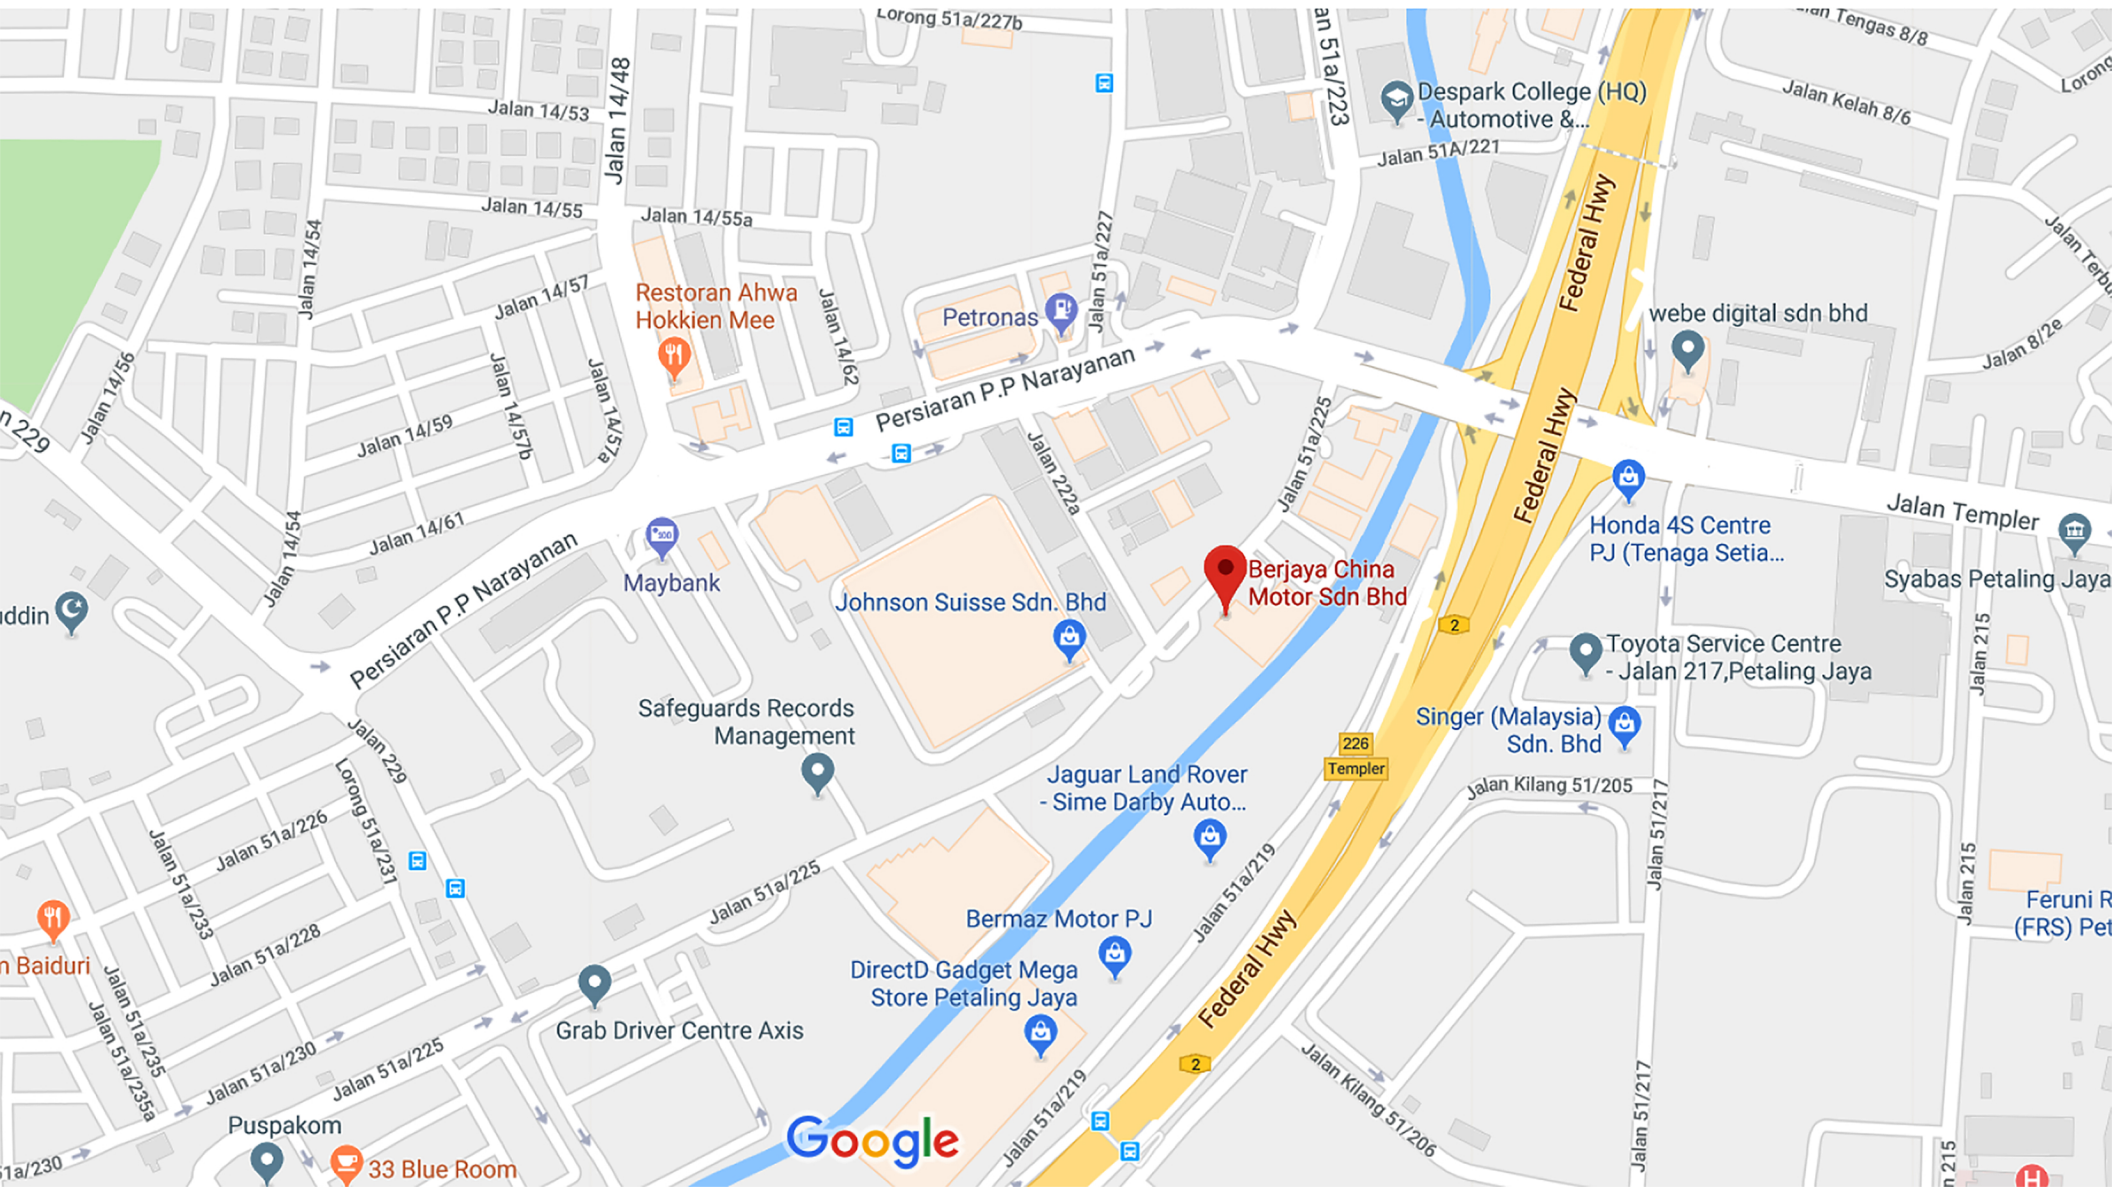 Lorong 51a/227b
lan Tengas 8/8
Lorong
Jalan 14/48
an 51a/223
Despark College (HQ)
- Automotive &...
Jalan Kelah 8/6
Jalan 14/53
Jalan 51A/221
Jalan 14/55
Jalan 14/55a
Jalan 14/54
Jalan 51a/227
Federal Hwy
Jalan Terbu
Jalan 14/57
Restoran Ahwa
Hokkien Mee
Petronas
webe digital sdn bhd
Jalan 14/62
Jalan 8/2e
Jalan 14/56
Jalan 14/57b
Jalan 14/57a
Persiaran P.P Narayanan
n 229
Jalan 14/59
Jalan 51a/225
Federal Hwy
Jalan 222a
Jalan 14/61
Jalan 14/54
Honda 4S Centre
PJ (Tenaga Setia...
Jalan Templer
Maybank
Berjaya China
Motor Sdn Bhd
Syabas Petaling Jaya
Johnson Suisse Sdn. Bhd
uddin
Persiaran P.P Narayanan
2
Toyota Service Centre
- Jalan 217,Petaling Jaya
Jalan 215
Safeguards Records
Management
Singer (Malaysia)
Sdn. Bhd
226
Templer
Jalan 229
Jaguar Land Rover
- Sime Darby Auto...
Jalan Kilang 51/205
Lorong 51a/231
Jalan 51a/226
Jalan 51/217
Jalan 51a/233
Jalan 51a/225
Jalan 51a/219
Jalan 215
Feruni R
(FRS) Pet
Bermaz Motor PJ
Jalan 51a/228
n Baiduri
DirectD Gadget Mega
Store Petaling Jaya
Federal Hwy
Jalan 51a/235
Jalan 51a/235a
Grab Driver Centre Axis
Jalan 51a/230
Jalan 51a/225
2
Jalan Kilang 51/206
Jalan 51a/219
Jalan 51/217
Puspakom
Google
33 Blue Room
51a/230
215
H